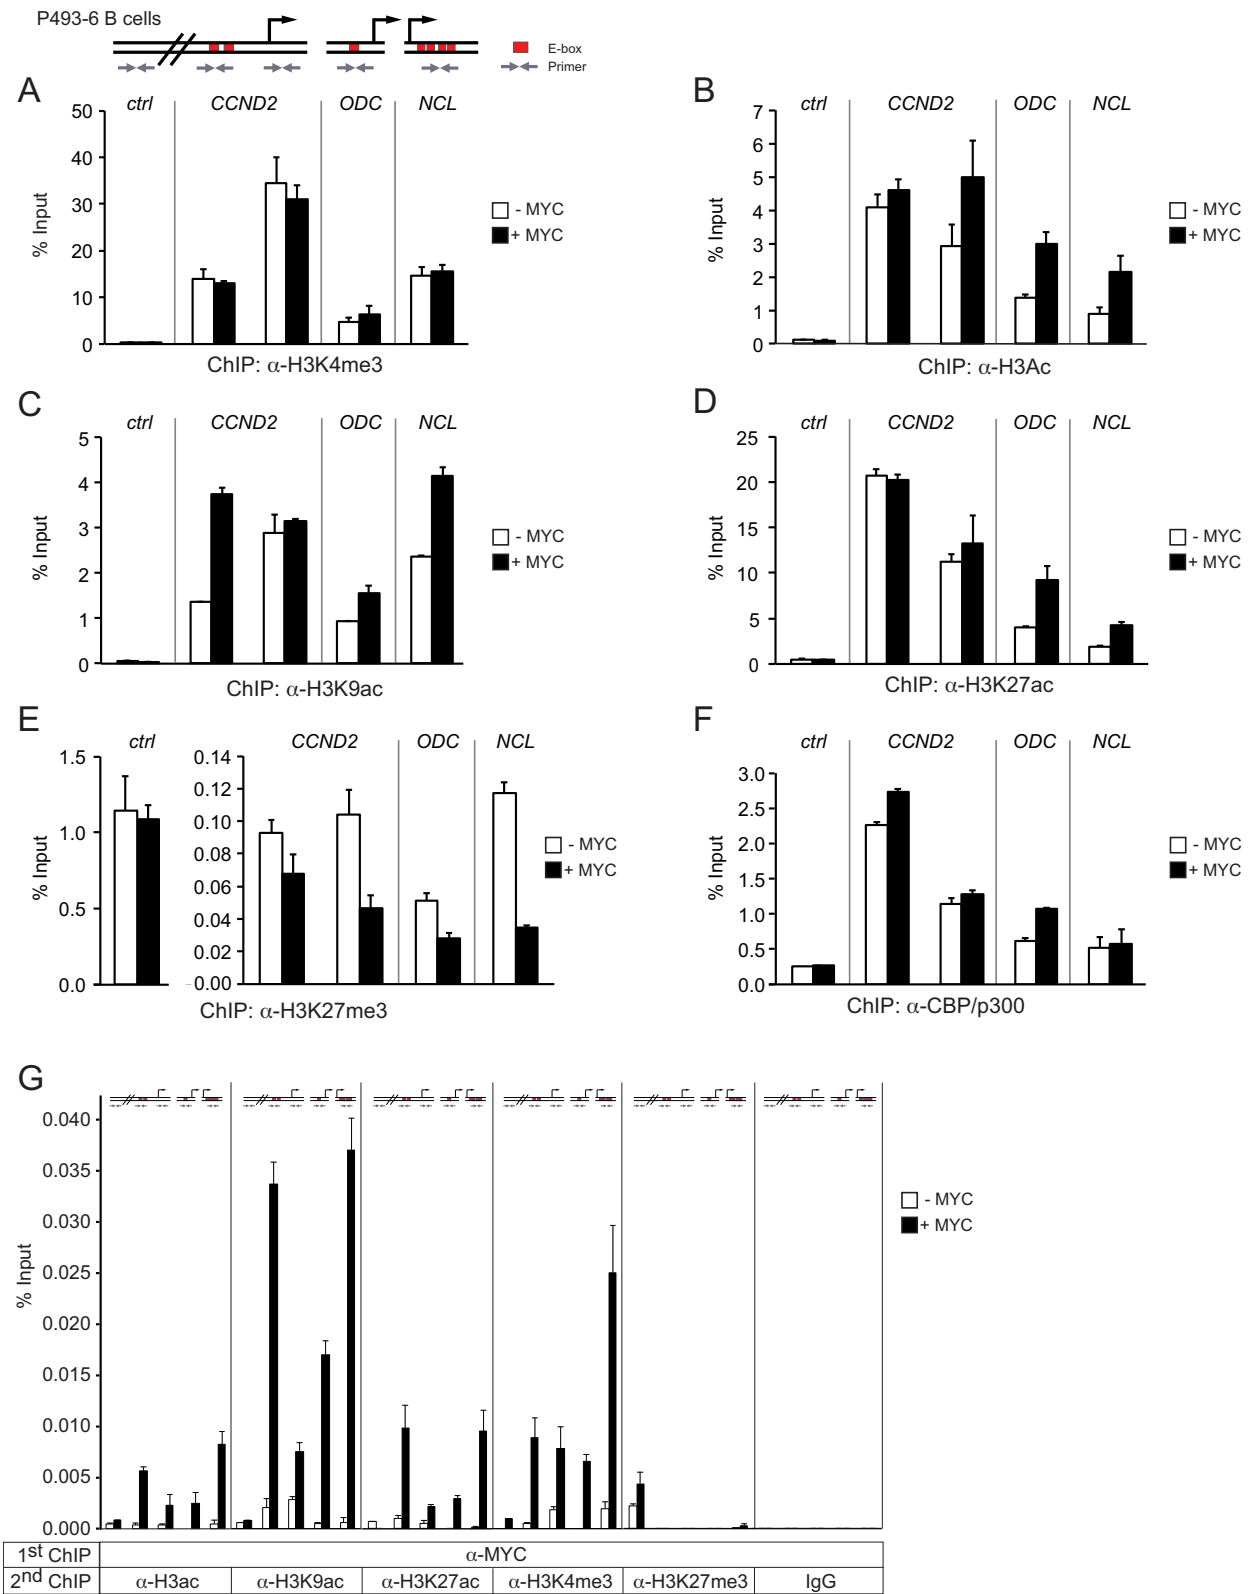 P493-6 B cells
E-box
Primer
A
ctrl CCND2 ODC NCL
50
40
30
20
10
0
% Input
- MYC
+ MYC
ChIP: α-H3K4me3
B
ctrl CCND2 ODC NCL
7
6
5
4
3
2
1
0
% Input
- MYC
+ MYC
ChIP: α-H3Ac
C
ctrl CCND2 ODC NCL
5
4
3
2
1
0
% Input
- MYC
+ MYC
ChIP: α-H3K9ac
D
ctrl CCND2 ODC NCL
25
20
15
10
5
0
% Input
- MYC
+ MYC
ChIP: α-H3K27ac
E
ctrl CCND2 ODC NCL
1.5
1.0
0.5
0.0
% Input
0.14
0.12
0.10
0.08
0.06
0.04
0.02
0.00
- MYC
+ MYC
ChIP: α-H3K27me3
F
ctrl CCND2 ODC NCL
3.0
2.5
2.0
1.5
1.0
0.5
0.0
% Input
- MYC
+ MYC
ChIP: α-CBP/p300
G
0.040
0.035
0.030
0.025
0.020
0.015
0.010
0.005
0.000
% Input
- MYC
+ MYC
1st ChIP α-MYC
2nd ChIP α-H3ac α-H3K9ac α-H3K27ac α-H3K4me3 α-H3K27me3 IgG